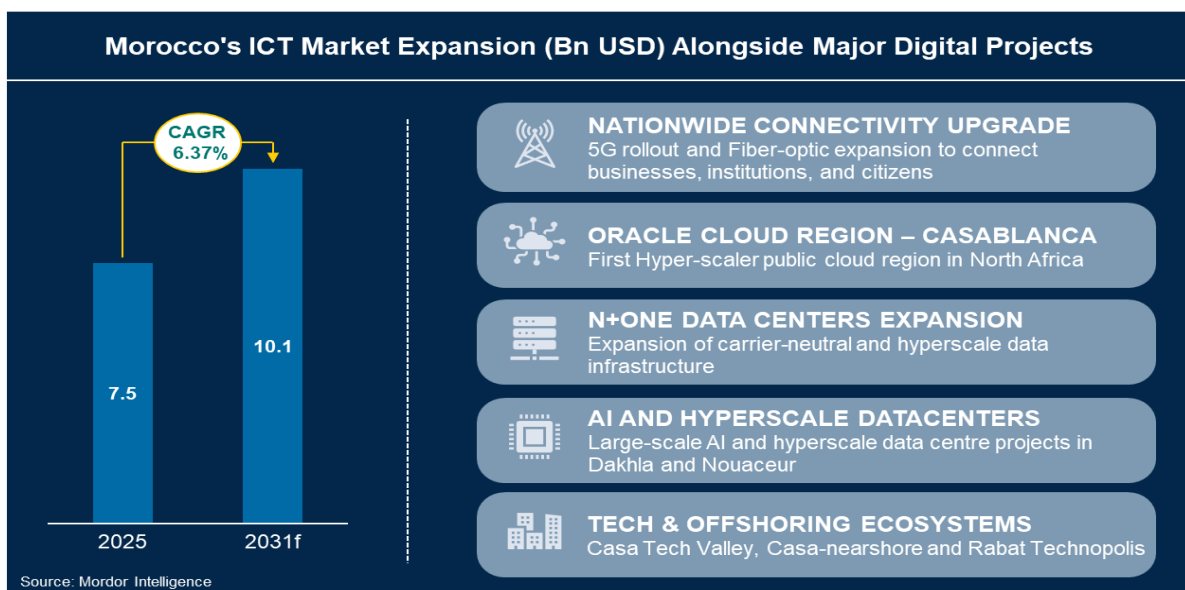 Morocco's ICT Market Expansion (Bn USD) Alongside Major Digital Projects
CAGR
6.37%
7.5
10.1
2025
2031f
Source: Mordor Intelligence
NATIONWIDE CONNECTIVITY UPGRADE
5G rollout and Fiber-optic expansion to connect
businesses, institutions, and citizens
ORACLE CLOUD REGION – CASABLANCA
First Hyper-scaler public cloud region in North Africa
N+ONE DATA CENTERS EXPANSION
Expansion of carrier-neutral and hyperscale data
infrastructure
AI AND HYPERSCALE DATACENTERS
Large-scale AI and hyperscale data centre projects in
Dakhla and Nouaceur
TECH & OFFSHORING ECOSYSTEMS
Casa Tech Valley, Casa-nearshore and Rabat Technopolis